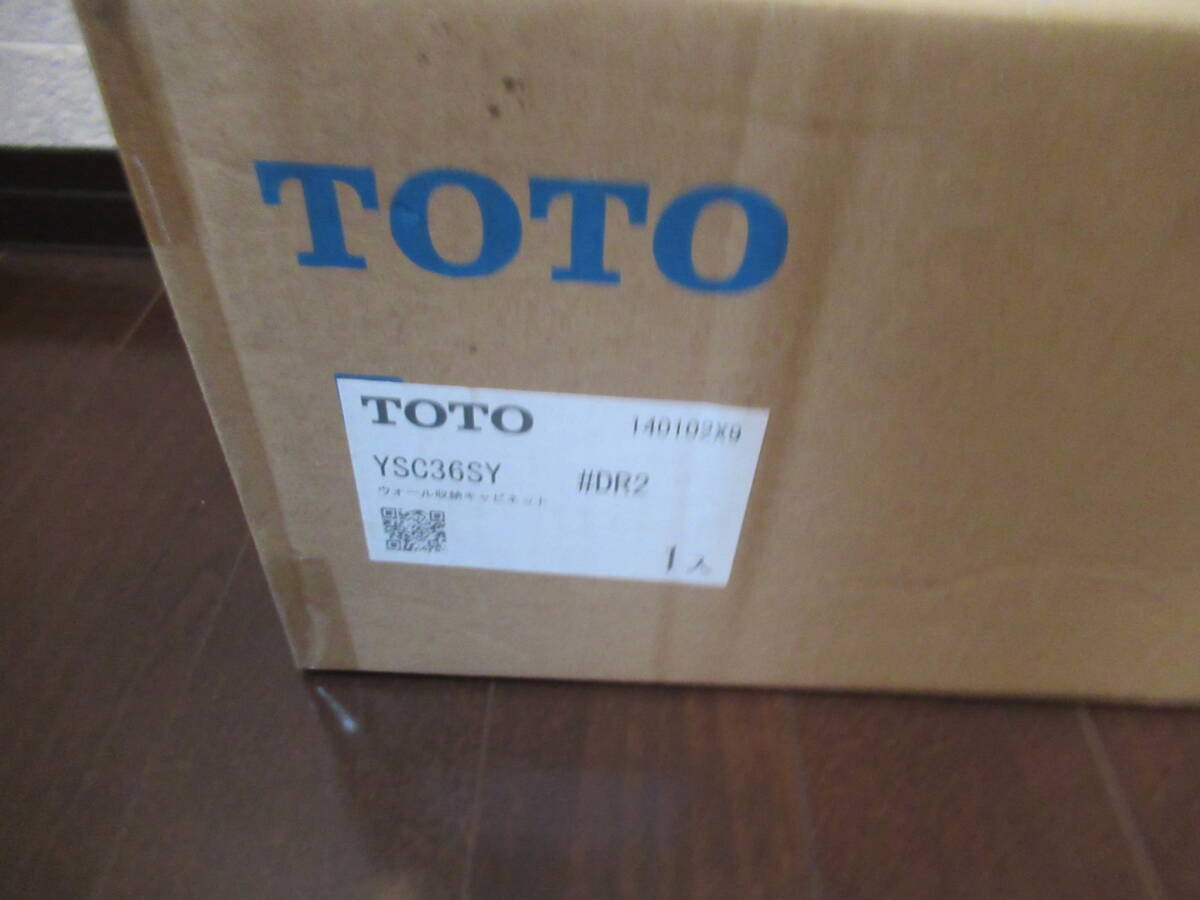 TOTO
TOTO 140102X9
YSC36SY #DR2
ウォール収納キャビネット
1入